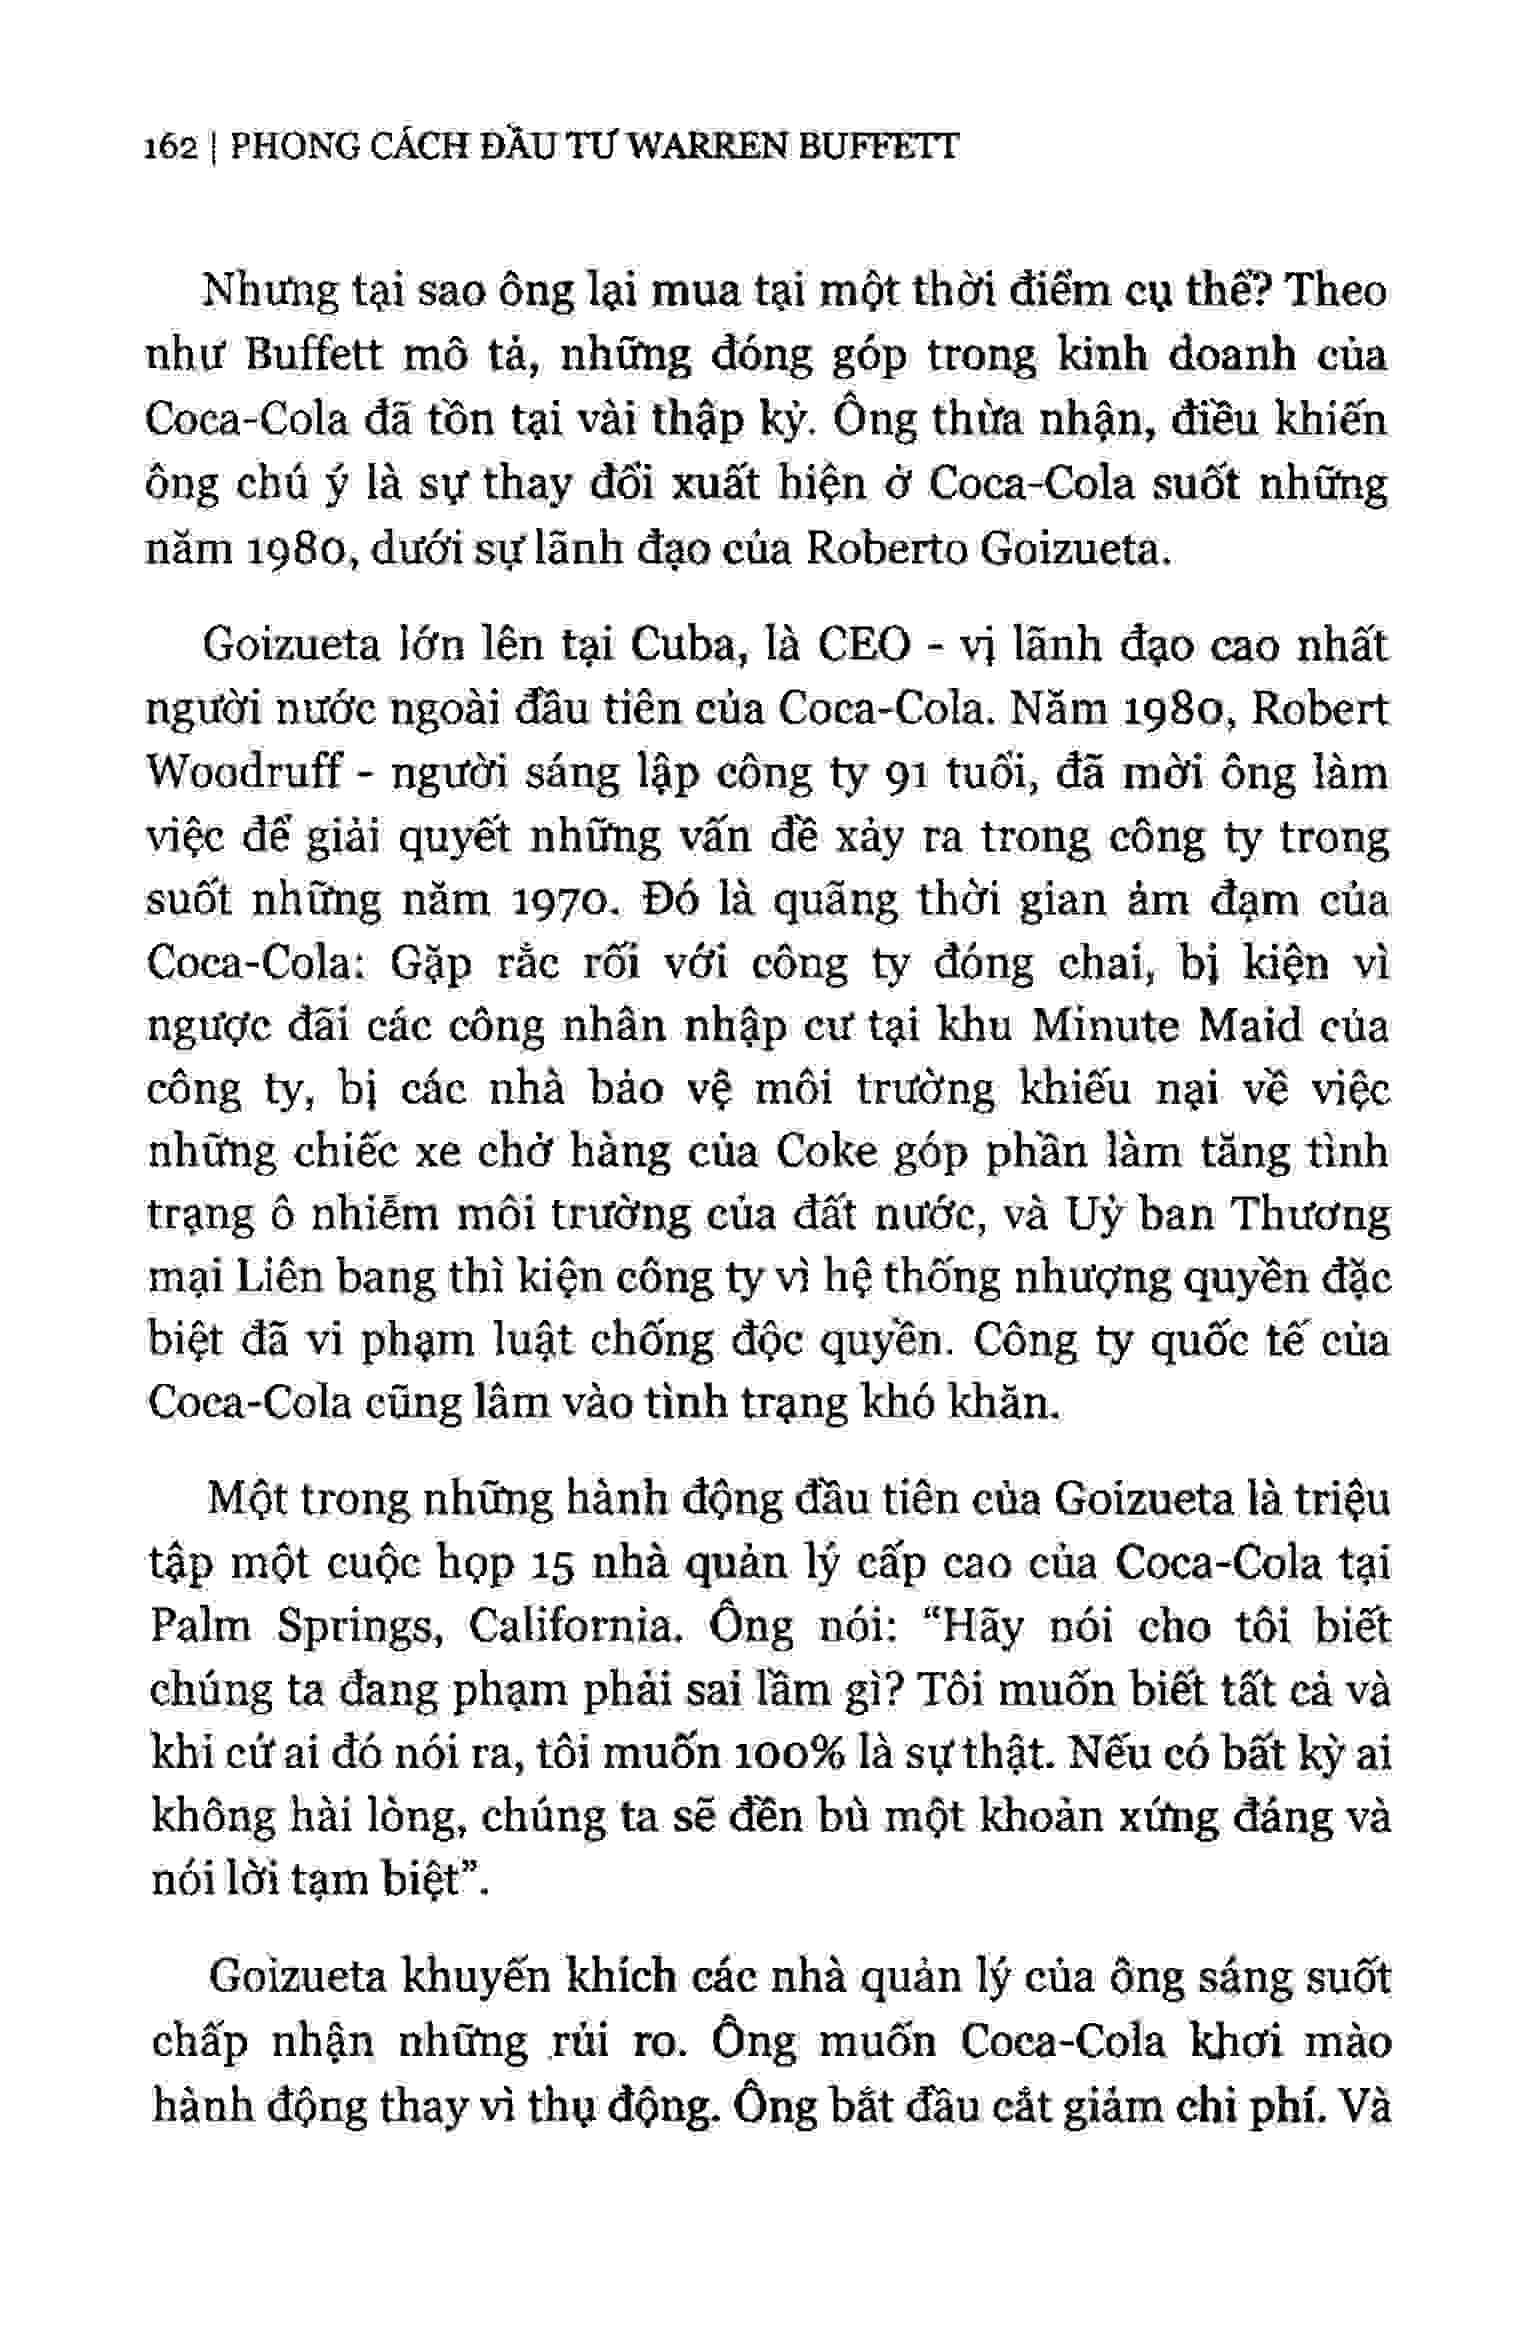 162 | PHONG CÁCH ĐẦU TƯ WARREN BUFFETT
Nhưng tại sao ông lại mua tại một thời điểm cụ thể? Theo
như Buffett mô tả, những đóng góp trong kinh doanh của
Coca-Cola đã tồn tại vài thập kỷ. Ông thừa nhận, điều khiến
ông chú ý là sự thay đổi xuất hiện ở Coca-Cola suốt những
năm 1980, dưới sự lãnh đạo của Roberto Goizueta.
Goizueta lớn lên tại Cuba, là CEO - vị lãnh đạo cao nhất
người nước ngoài đầu tiên của Coca-Cola. Năm 1980, Robert
Woodruff - người sáng lập công ty 91 tuổi, đã mời ông làm
việc để giải quyết những vấn đề xảy ra trong công ty trong
suốt những năm 1970. Đó là quãng thời gian ảm đạm của
Coca-Cola: Gặp rắc rối với công ty đóng chai, bị kiện vì
ngược đãi các công nhân nhập cư tại khu Minute Maid của
công ty, bị các nhà bảo vệ môi trường khiếu nại về việc
những chiếc xe chở hàng của Coke góp phần làm tăng tình
trạng ô nhiễm môi trường của đất nước, và Uỷ ban Thương
mại Liên bang thì kiện công ty vì hệ thống nhượng quyền đặc
biệt đã vi phạm luật chống độc quyền. Công ty quốc tế của
Coca-Cola cũng lâm vào tình trạng khó khăn.
Một trong những hành động đầu tiên của Goizueta là triệu
tập một cuộc họp 15 nhà quản lý cấp cao của Coca-Cola tại
Palm Springs, California. Ông nói: “Hãy nói cho tôi biết
chúng ta đang phạm phải sai lầm gì? Tôi muốn biết tất cả và
khi cứ ai đó nói ra, tôi muốn 100% là sự thật. Nếu có bất kỳ ai
không hài lòng, chúng ta sẽ đền bù một khoản xứng đáng và
nói lời tạm biệt”.
Goizueta khuyến khích các nhà quản lý của ông sáng suốt
chấp nhận những rủi ro. Ông muốn Coca-Cola khơi mào
hành động thay vì thụ động. Ông bắt đầu cắt giảm chi phí. Và